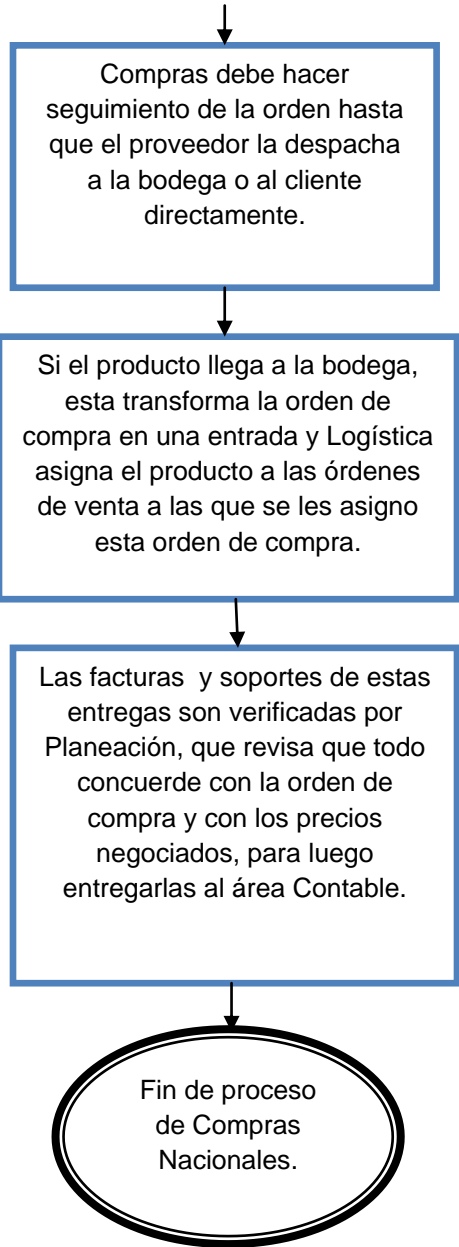 Compras debe hacer
seguimiento de la orden hasta
que el proveedor la despacha
a la bodega o al cliente
directamente.
Si el producto llega a la bodega,
esta transforma la orden de
compra en una entrada y Logística
asigna el producto a las órdenes
de venta a las que se les asigno
esta orden de compra.
Las facturas  y soportes de estas
entregas son verificadas por
Planeación, que revisa que todo
concuerde con la orden de
compra y con los precios
negociados, para luego
entregarlas al área Contable.
Fin de proceso
de Compras
Nacionales.